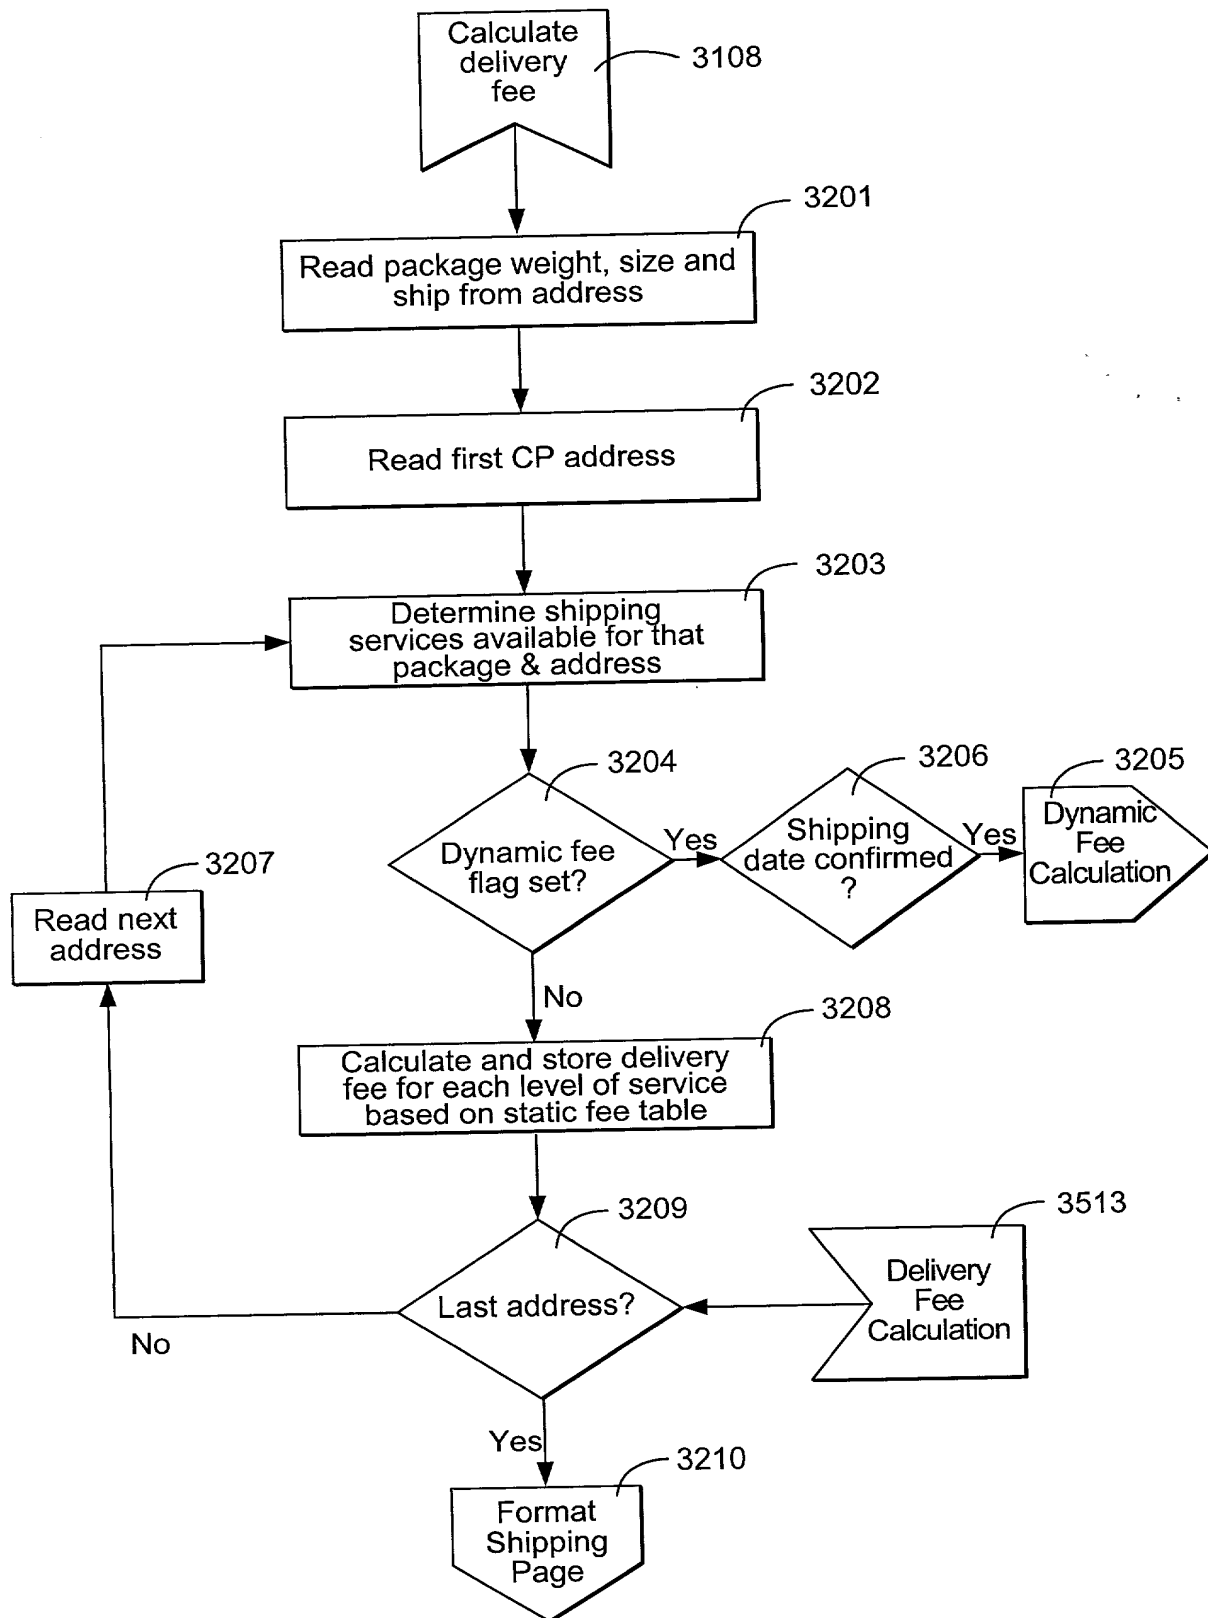 Calculate
delivery
fee
3108
3201
Read package weight, size and
ship from address
3202
Read first CP address
3203
Determine shipping
services available for that
package & address
3204
Dynamic fee
flag set?
Yes
3206
Shipping
date confirmed
?
Yes
3205
Dynamic
Fee
Calculation
3207
Read next
address
No
3208
Calculate and store delivery
fee for each level of service
based on static fee table
3209
Last address?
3513
Delivery
Fee
Calculation
No
Yes
3210
Format
Shipping
Page